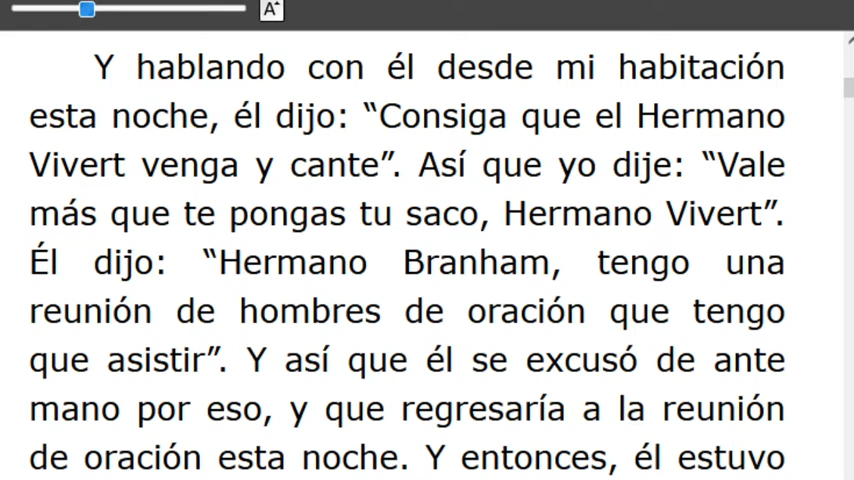 A
Y hablando con él desde mi habitación
esta noche, él dijo: “Consiga que el Hermano
Vivert venga y cante”. Así que yo dije: “Vale
más que te pongas tu saco, Hermano Vivert”.
Él dijo: “Hermano Branham, tengo una
reunión de hombres de oración que tengo
que asistir”. Y así que él se excusó de ante
mano por eso, y que regresaría a la reunión
de oración esta noche. Y entonces, él estuvo